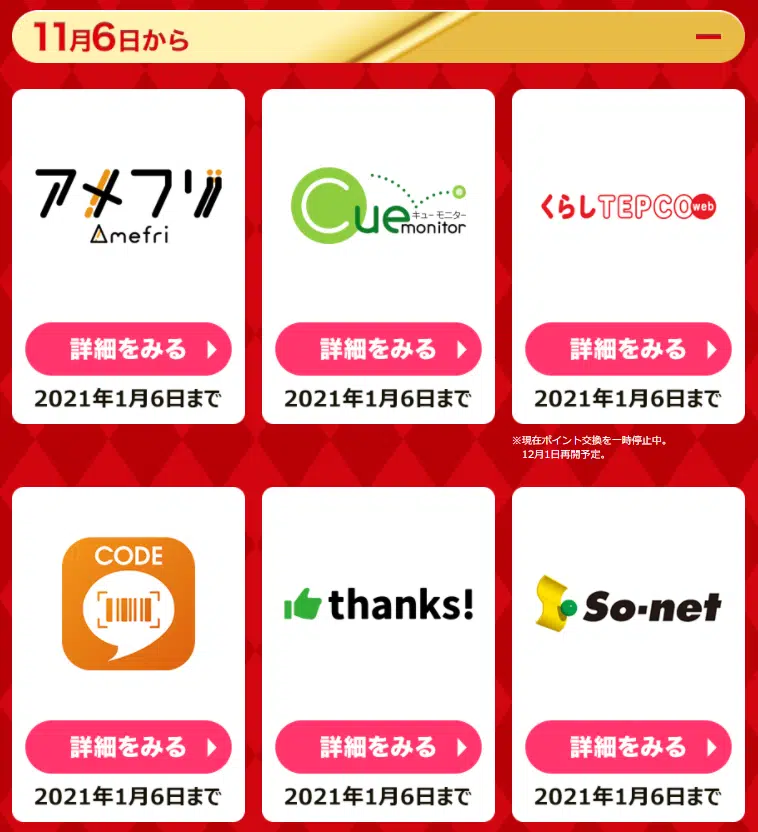 11月6日から
アメフリ
Amefri
Cue
キュー モニター
monitor
くらしTEPCO web
詳細をみる
詳細をみる
詳細をみる
2021年1月6日まで
2021年1月6日まで
2021年1月6日まで
※現在ポイント交換を一時停止中。
12月1日再開予定。
CODE
thanks!
So-net
詳細をみる
詳細をみる
詳細をみる
2021年1月6日まで
2021年1月6日まで
2021年1月6日まで